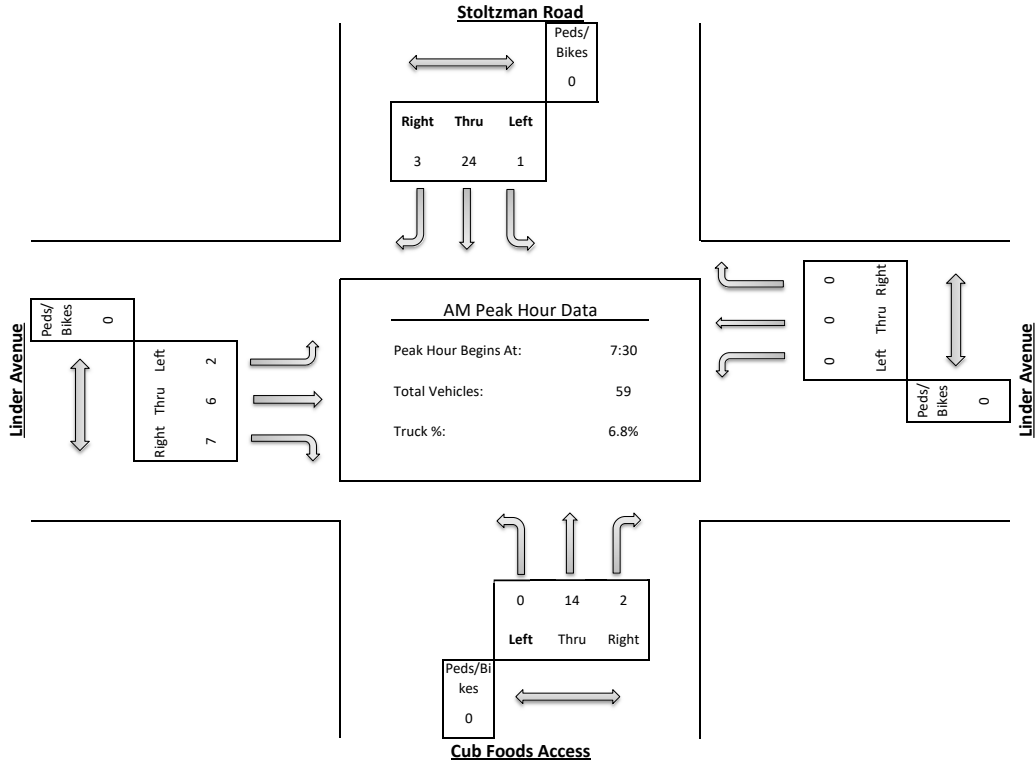 Stoltzman Road
Peds/
Bikes
0
Right Thru Left
3 24 1
Linder Avenue
Peds/
Bikes
0
Left 2
Thru 6
Right 7
AM Peak Hour Data
Peak Hour Begins At: 7:30
Total Vehicles: 59
Truck %: 6.8%
0 Right
0 Thru
0 Left
Peds/
Bikes
0
Linder Avenue
0 14 2
Left Thru Right
Peds/Bi
kes
0
Cub Foods Access